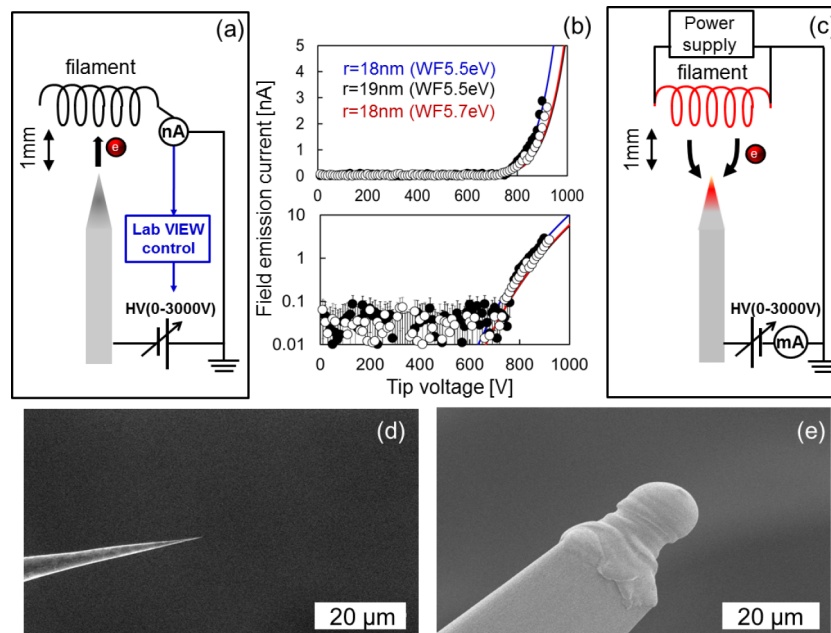 (a)
filament
nA
1mm
e
Lab VIEW
control
HV(0-3000V)
(b)
Field emission current [nA]
5
4
3
2
1
0
r=18nm (WF5.5eV)
r=19nm (WF5.5eV)
r=18nm (WF5.7eV)
0 200 400 600 800 1000
10
1
0.1
0.01
0 200 400 600 800 1000
Tip voltage [V]
(c)
Power
supply
filament
1mm
e
HV(0-3000V)
mA
(d)
20 µm
(e)
20 µm